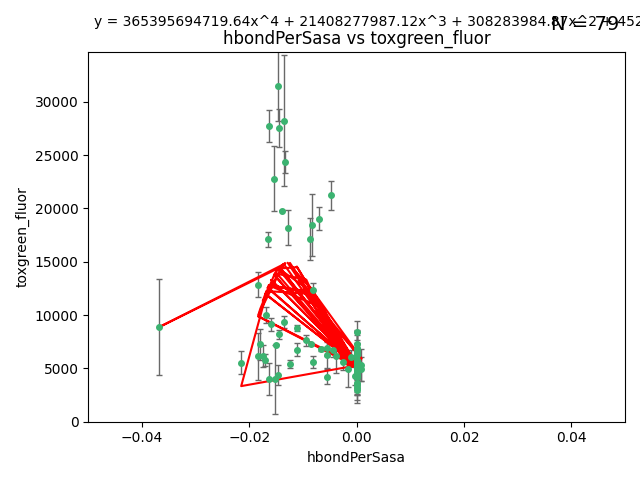 y = 365395694719.64x^4 + 21408277987.12x^3 + 308283984. x^2 +
N = 79
hbondPerSasa vs toxgreen_fluor
30000
25000
20000
15000
10000
5000
0
toxgreen_fluor
−0.04 −0.02 0.00 0.02 0.04
hbondPerSasa